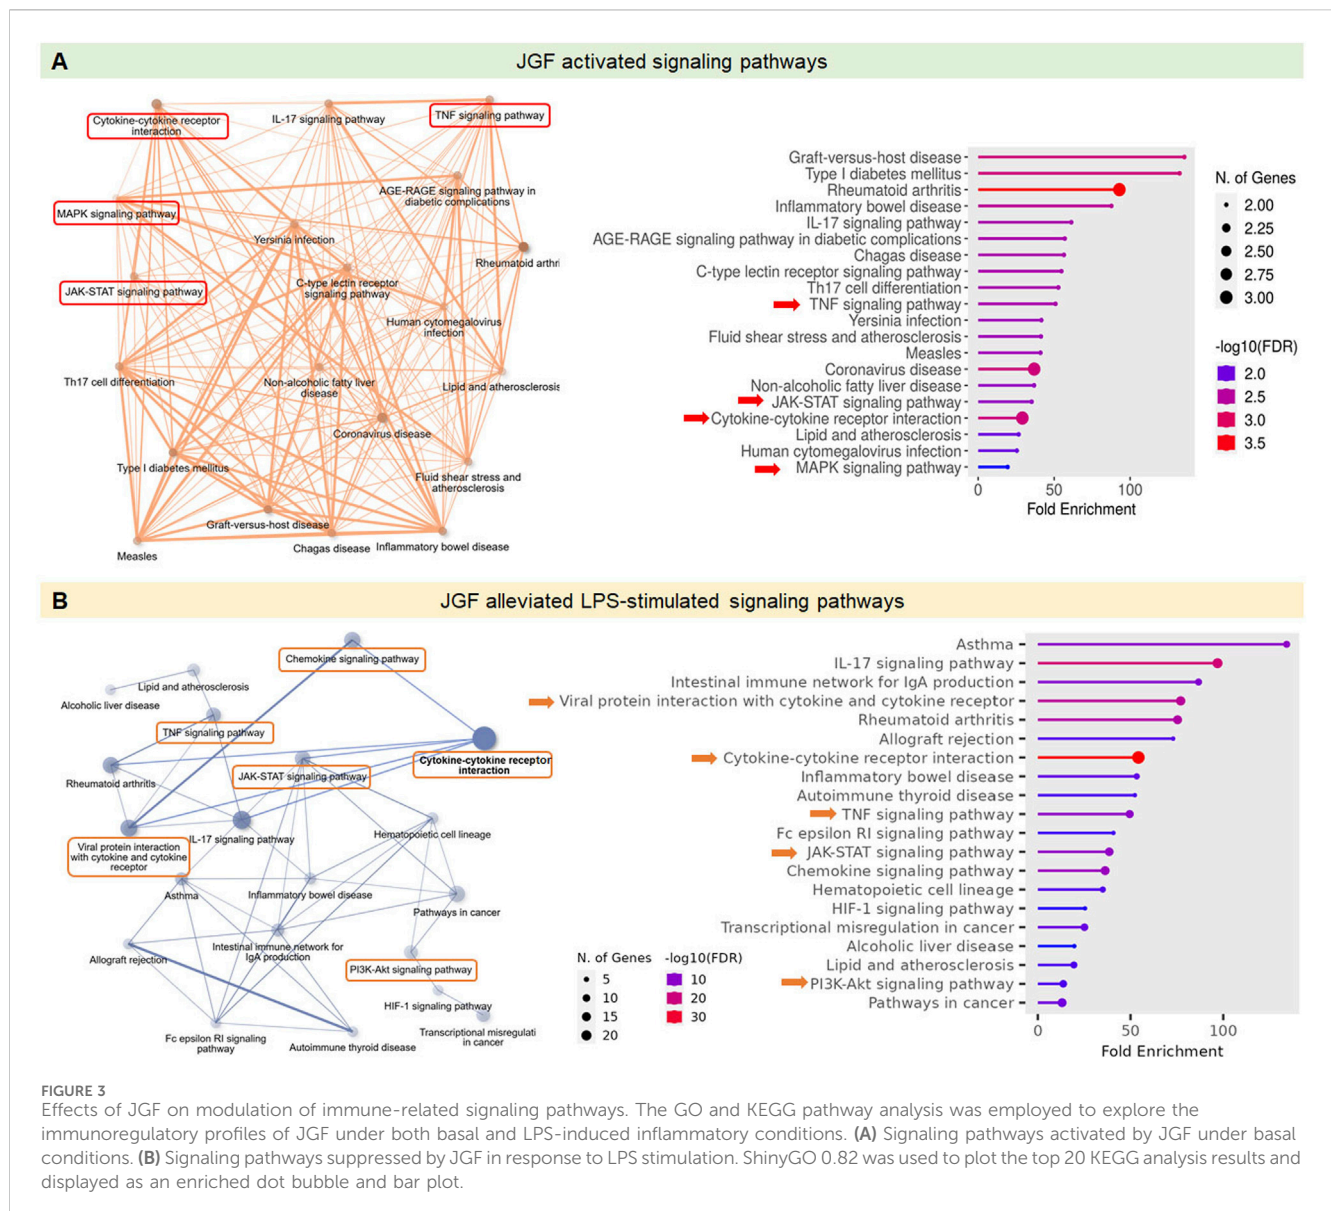 A
JGF activated signaling pathways
Cytokine-cytokine receptor
interaction
IL-17 signaling pathway
TNF signaling pathway
AGE-RAGE signaling pathway in
diabetic complications
MAPK signaling pathway
Yersinia infection
Rheumatoid arthri
C-type lectin receptor
signaling pathway
JAK-STAT signaling pathway
Human cytomegalovirus
infection
Th17 cell differentiation
Non-alcoholic fatty liver
disease
Lipid and atherosclerosis
Coronavirus disease
Type I diabetes mellitus
Fluid shear stress and
atherosclerosis
Graft-versus-host disease
Measles
Chagas disease
Inflammatory bowel disease
Graft-versus-host disease
Type I diabetes mellitus
Rheumatoid arthritis
Inflammatory bowel disease
IL-17 signaling pathway
AGE-RAGE signaling pathway in diabetic complications
Chagas disease
C-type lectin receptor signaling pathway
Th17 cell differentiation
TNF signaling pathway
Yersinia infection
Fluid shear stress and atherosclerosis
Measles
Coronavirus disease
Non-alcoholic fatty liver disease
JAK-STAT signaling pathway
Cytokine-cytokine receptor interaction
Lipid and atherosclerosis
Human cytomegalovirus infection
MAPK signaling pathway
0 50 100
Fold Enrichment
N. of Genes
2.00
2.25
2.50
2.75
3.00
-log10(FDR)
2.0
2.5
3.0
3.5
B
JGF alleviated LPS-stimulated signaling pathways
Chemokine signaling pathway
Lipid and atherosclerosis
Alcoholic liver disease
TNF signaling pathway
Cytokine-cytokine receptor
interaction
Rheumatoid arthritis
JAK-STAT signaling pathway
IL-17 signaling pathway
Hematopoietic cell lineage
Viral protein interaction
with cytokine and cytokine
receptor
Asthma
Inflammatory bowel disease
Pathways in cancer
Intestinal immune network for
IgA production
Allograft rejection
PI3K-Akt signaling pathway
HIF-1 signaling pathway
Fc epsilon RI signaling
pathway
Autoimmune thyroid disease
Transcriptional misregulati
in cancer
N. of Genes
5
10
15
20
-log10(FDR)
10
20
30
Asthma
IL-17 signaling pathway
Intestinal immune network for IgA production
Viral protein interaction with cytokine and cytokine receptor
Rheumatoid arthritis
Allograft rejection
Cytokine-cytokine receptor interaction
Inflammatory bowel disease
Autoimmune thyroid disease
TNF signaling pathway
Fc epsilon RI signaling pathway
JAK-STAT signaling pathway
Chemokine signaling pathway
Hematopoietic cell lineage
HIF-1 signaling pathway
Transcriptional misregulation in cancer
Alcoholic liver disease
Lipid and atherosclerosis
PI3K-Akt signaling pathway
Pathways in cancer
0 50 100
Fold Enrichment
FIGURE 3
Effects of JGF on modulation of immune-related signaling pathways. The GO and KEGG pathway analysis was employed to explore the
immunoregulatory profiles of JGF under both basal and LPS-induced inflammatory conditions. (A) Signaling pathways activated by JGF under basal
conditions. (B) Signaling pathways suppressed by JGF in response to LPS stimulation. ShinyGO 0.82 was used to plot the top 20 KEGG analysis results and
displayed as an enriched dot bubble and bar plot.